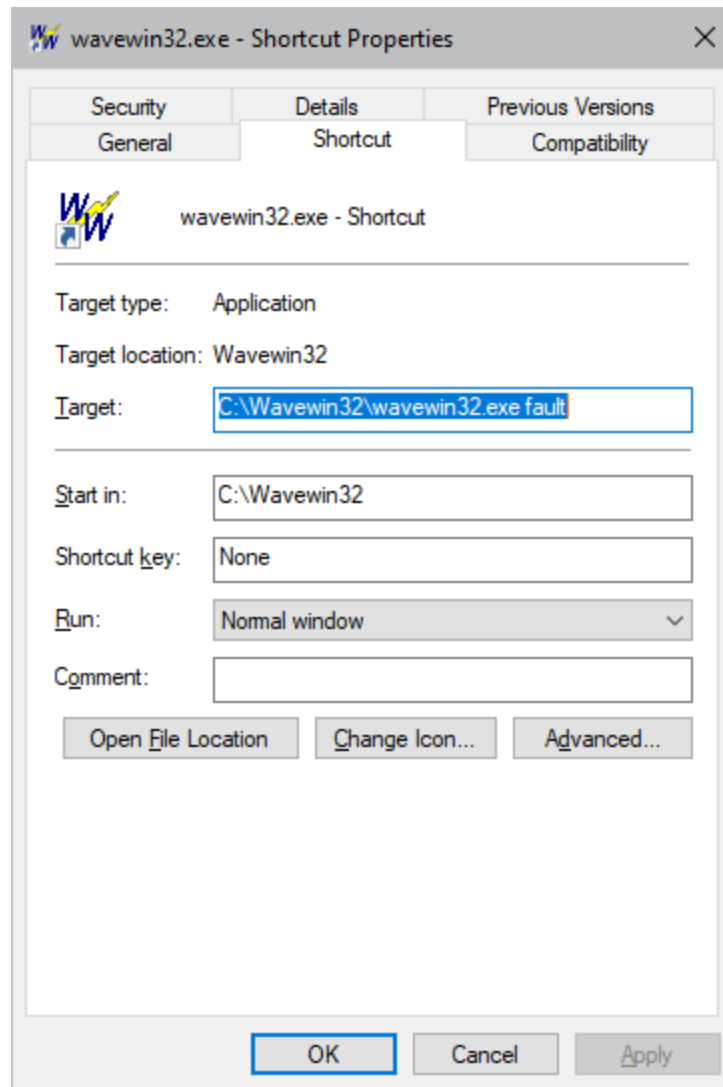 wavewin32.exe - Shortcut Properties
Security Details Previous Versions
General Shortcut Compatibility
WW wavewin32.exe - Shortcut
Target type: Application
Target location: Wavewin32
Target: C:\Wavewin32\wavewin32.exe fault
Start in: C:\Wavewin32
Shortcut key: None
Run: Normal window
Comment:
Open File Location Change Icon... Advanced...
OK Cancel Apply